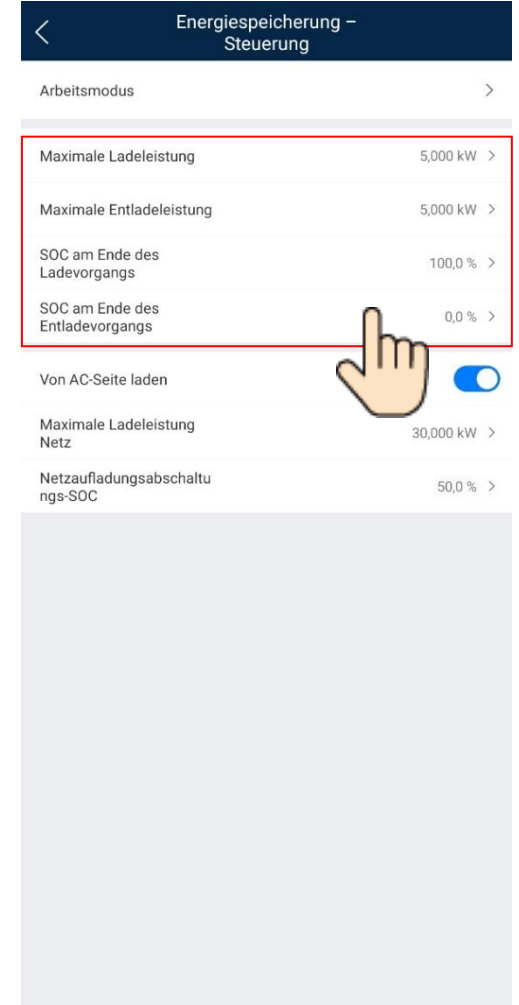 Energiespeicherung –
Steuerung
Arbeitsmodus
Maximale Ladeleistung 5,000 kW
Maximale Entladeleistung 5,000 kW
SOC am Ende des
Ladevorgangs 100,0 %
SOC am Ende des
Entladevorgangs 0,0 %
Von AC-Seite laden
Maximale Ladeleistung
Netz 30,000 kW
Netzaufladungsabschaltu
ngs-SOC 50,0 %